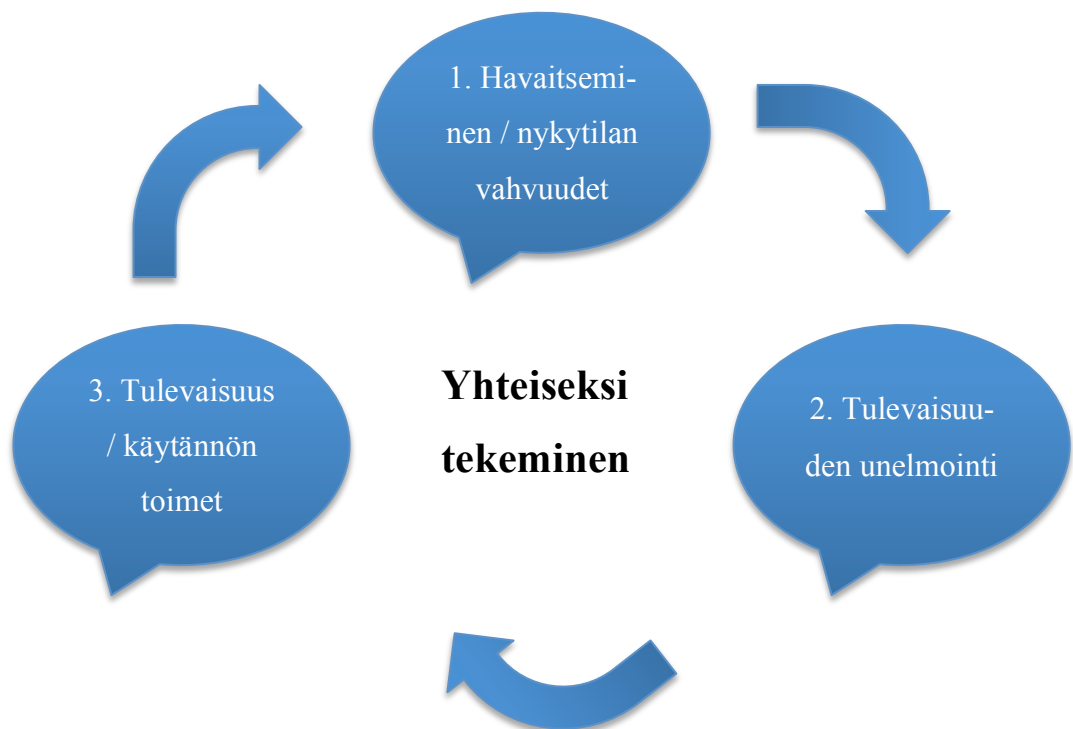 1. Havaitsemi-
nen / nykytilan
vahvuudet
2. Tulevaisuu-
den unelmointi
3. Tulevaisuus
/ käytännön
toimet
Yhteiseksi
tekeminen